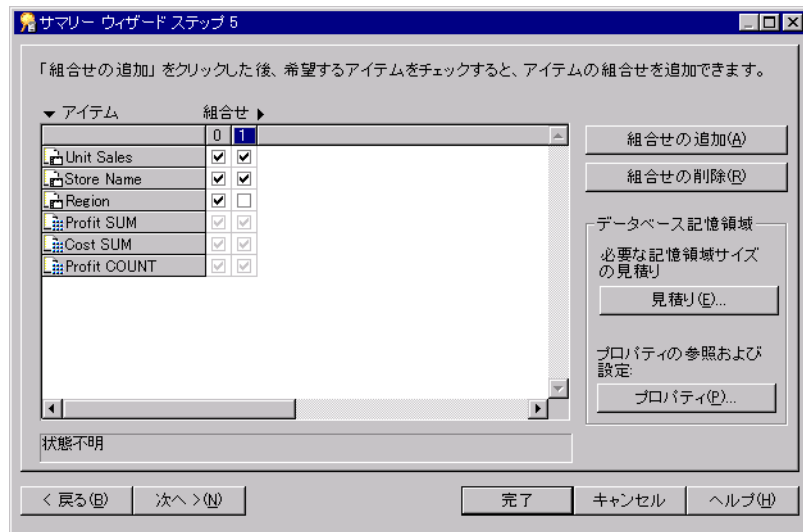 サマリー ウィザード ステップ 5
「組合せの追加」をクリックした後、希望するアイテムをチェックすると、アイテムの組合せを追加できます。
アイテム 組合せ
0 1
Unit Sales
Store Name
Region
Profit SUM
Cost SUM
Profit COUNT
組合せの追加(A)
組合せの削除(R)
データベース記憶領域
必要な記憶領域サイズ
の見積り
見積り(E)...
プロパティの参照および
設定:
プロパティ(P)...
状態不明
< 戻る(B) 次へ >(N) 完了 キャンセル ヘルプ(H)